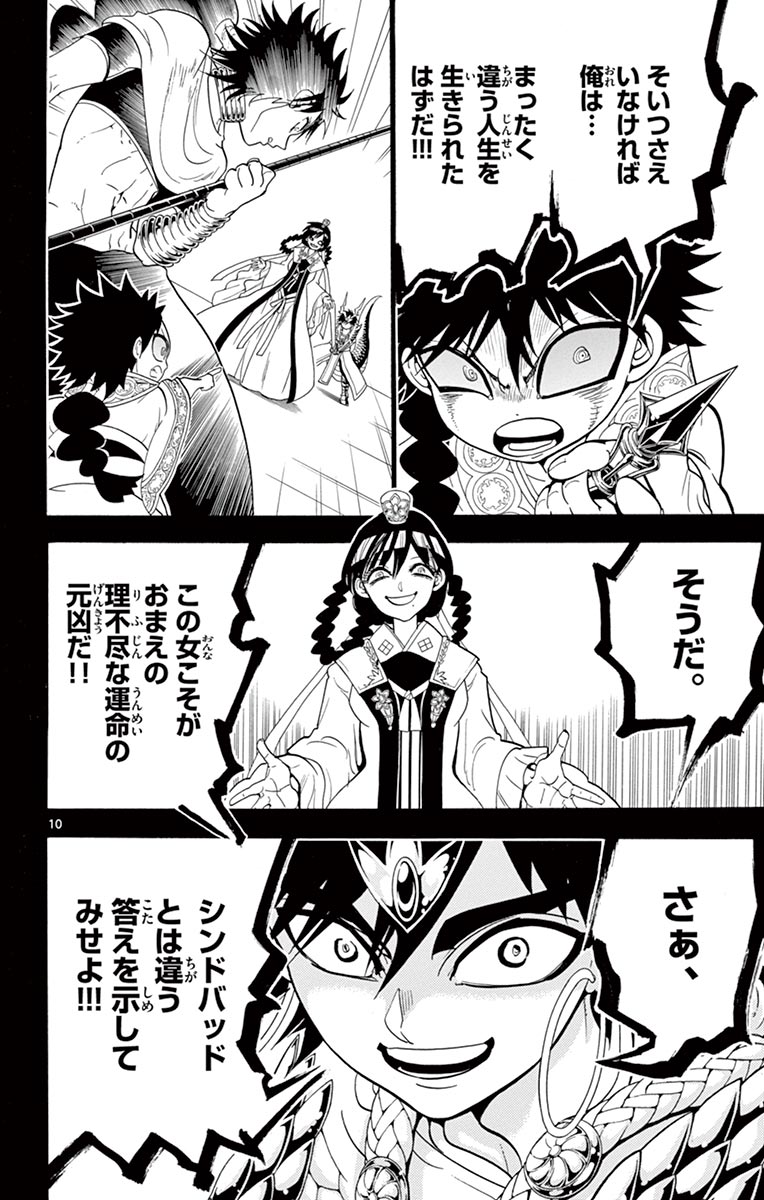 そいつさえ
いなければ
俺は…
まったく
違う人生を
生きられた
はずだ!!!
そうだ。
この女こそが
おまえの
理不尽な運命の
元凶だ!!
さぁ、
シンドバッド
とは違う
答えを示して
みせよ!!!
10